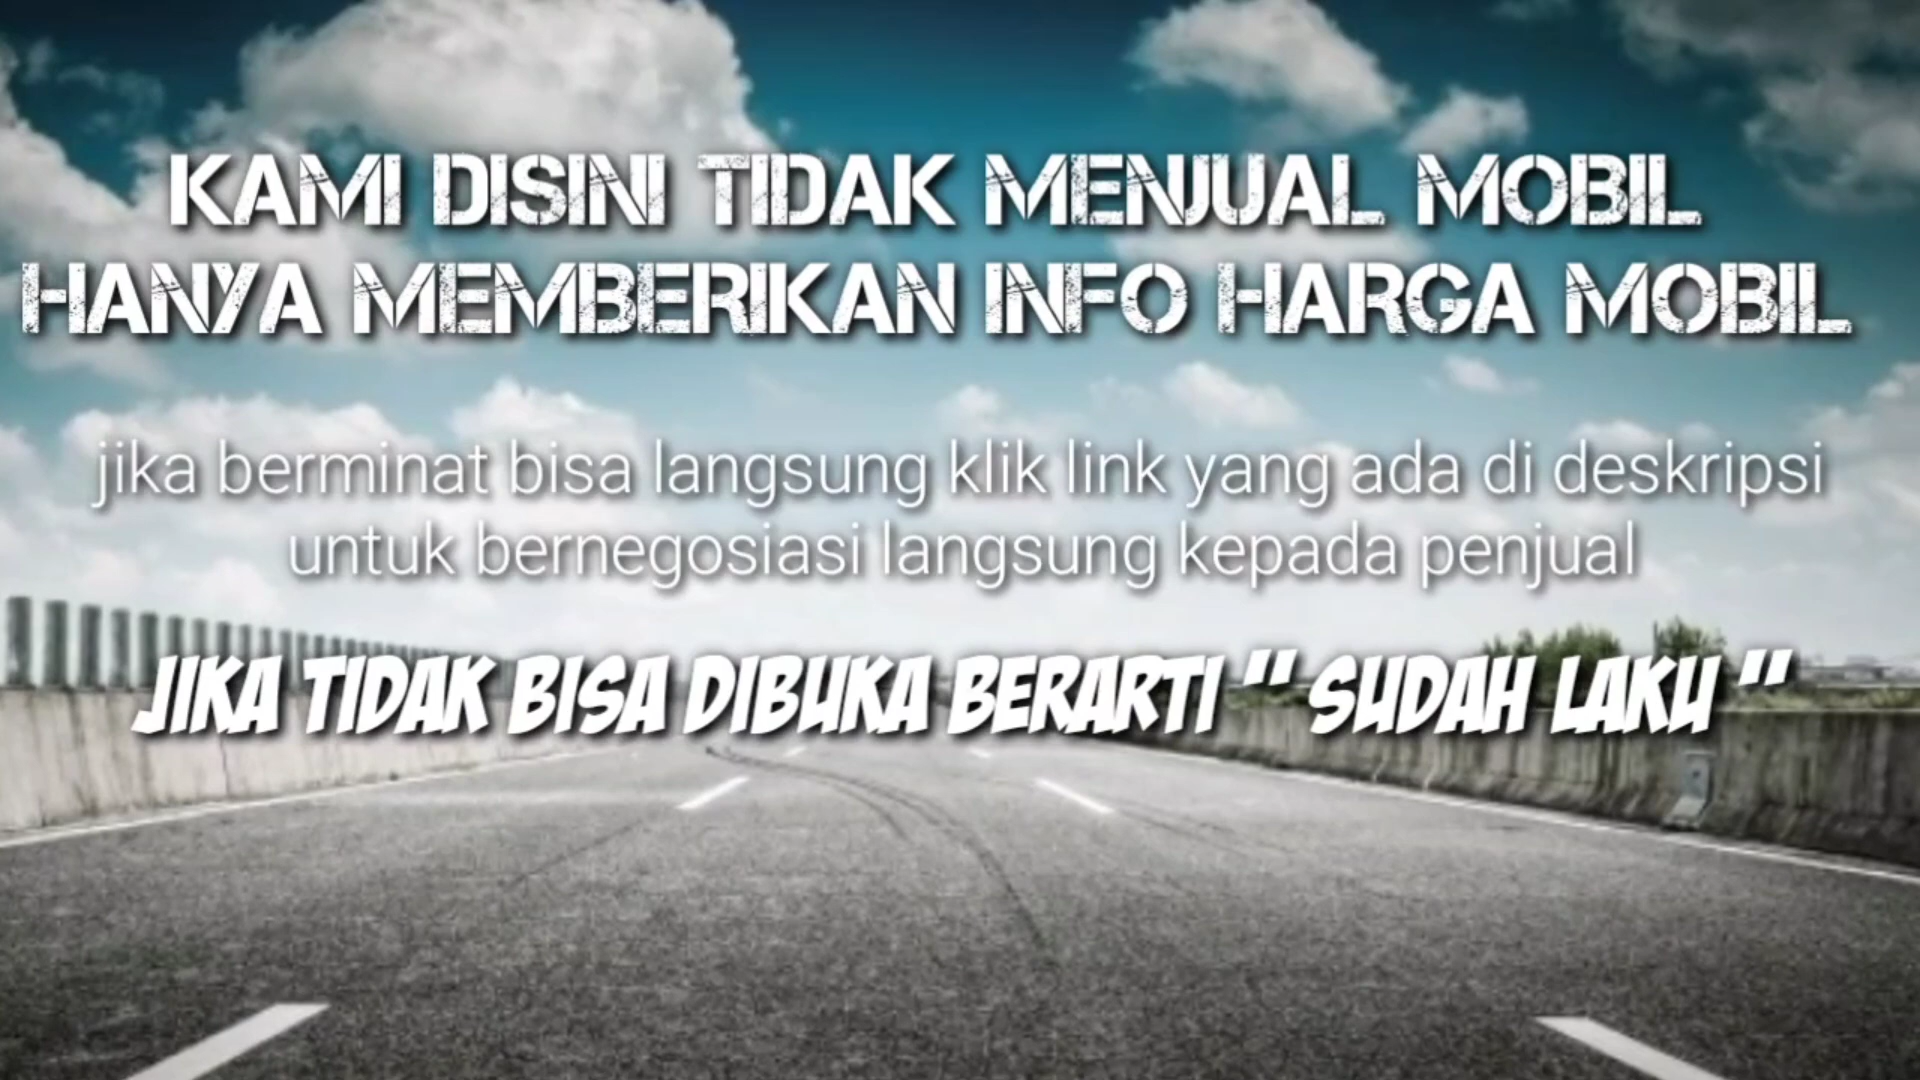 KAMI DISINI TIDAK MENJUAL MOBIL
HANYA MEMBERIKAN INFO HARGA MOBIL
jika berminat bisa langsung klik link yang ada di deskripsi
untuk bernegosiasi langsung kepada penjual
JIKA TIDAK BISA DIBUKA BERARTI " SUDAH LAKU "